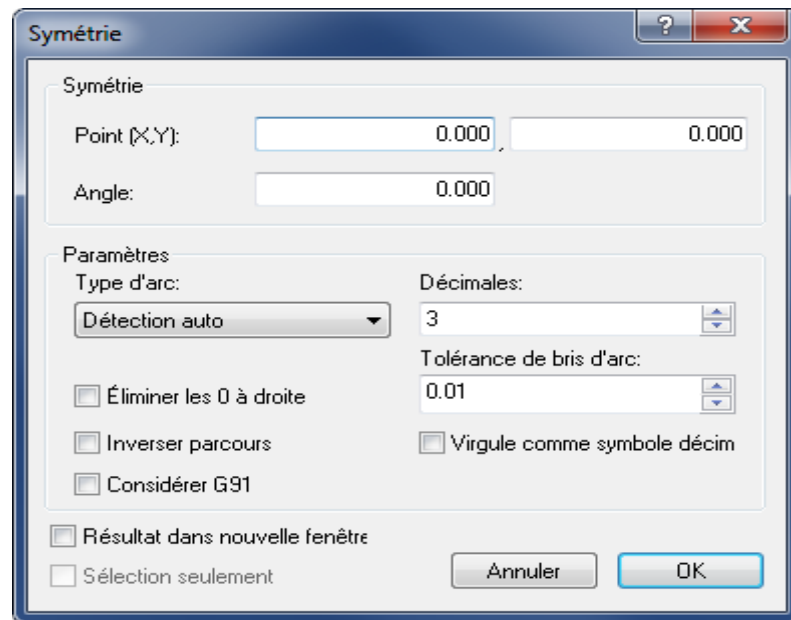 Symétrie
Symétrie
Point (X,Y): 0.000 , 0.000
Angle: 0.000
Paramètres
Type d'arc: Décimales:
Détection auto 3
Tolérance de bris d'arc:
Éliminer les 0 à droite 0.01
Inverser parcours Virgule comme symbole décim
Considérer G91
Résultat dans nouvelle fenêtre
Sélection seulement Annuler OK